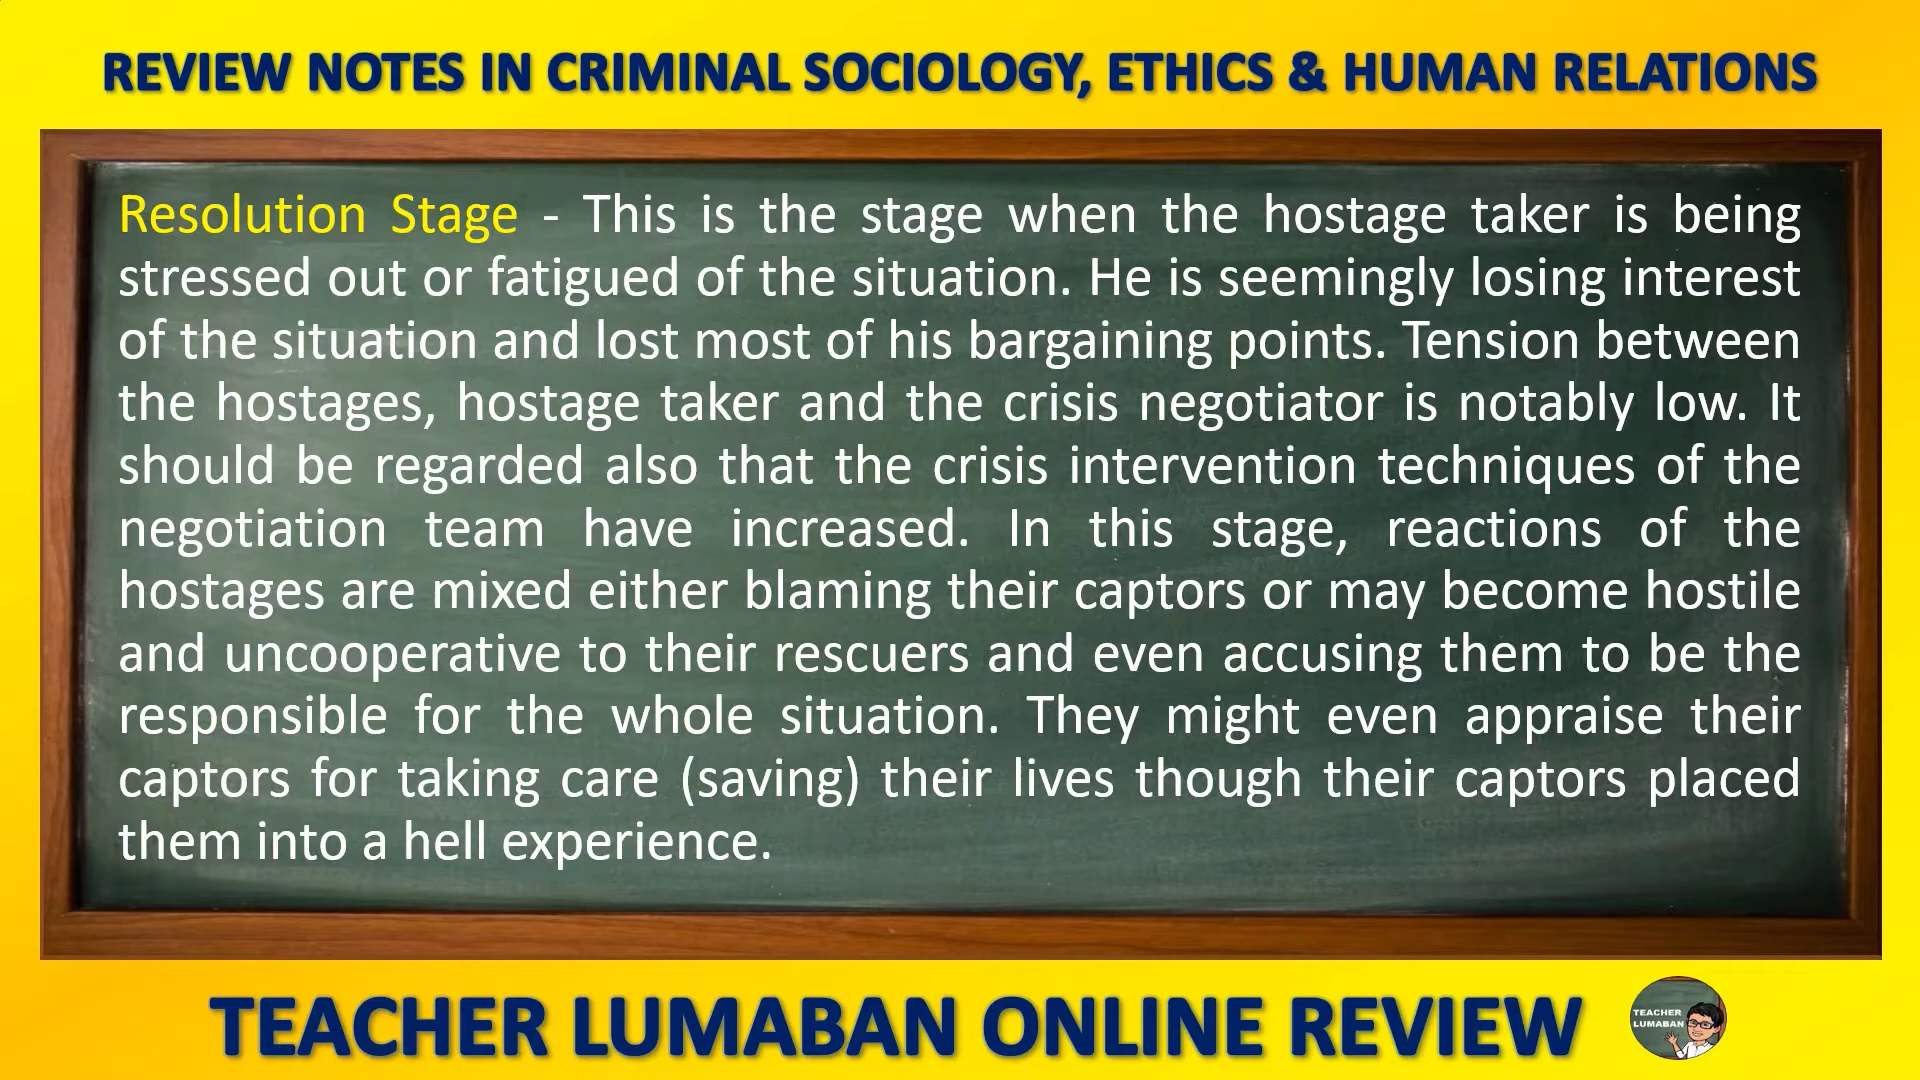 REVIEW NOTES IN CRIMINAL SOCIOLOGY, ETHICS & HUMAN RELATIONS
Resolution Stage - This is the stage when the hostage taker is being
stressed out or fatigued of the situation. He is seemingly losing interest
of the situation and lost most of his bargaining points. Tension between
the hostages, hostage taker and the crisis negotiator is notably low. It
should be regarded also that the crisis intervention techniques of the
negotiation team have increased. In this stage, reactions of the
hostages are mixed either blaming their captors or may become hostile
and uncooperative to their rescuers and even accusing them to be the
responsible for the whole situation. They might even appraise their
captors for taking care (saving) their lives though their captors placed
them into a hell experience.
TEACHER LUMABAN ONLINE REVIEW
TEACHER
LUMABAN